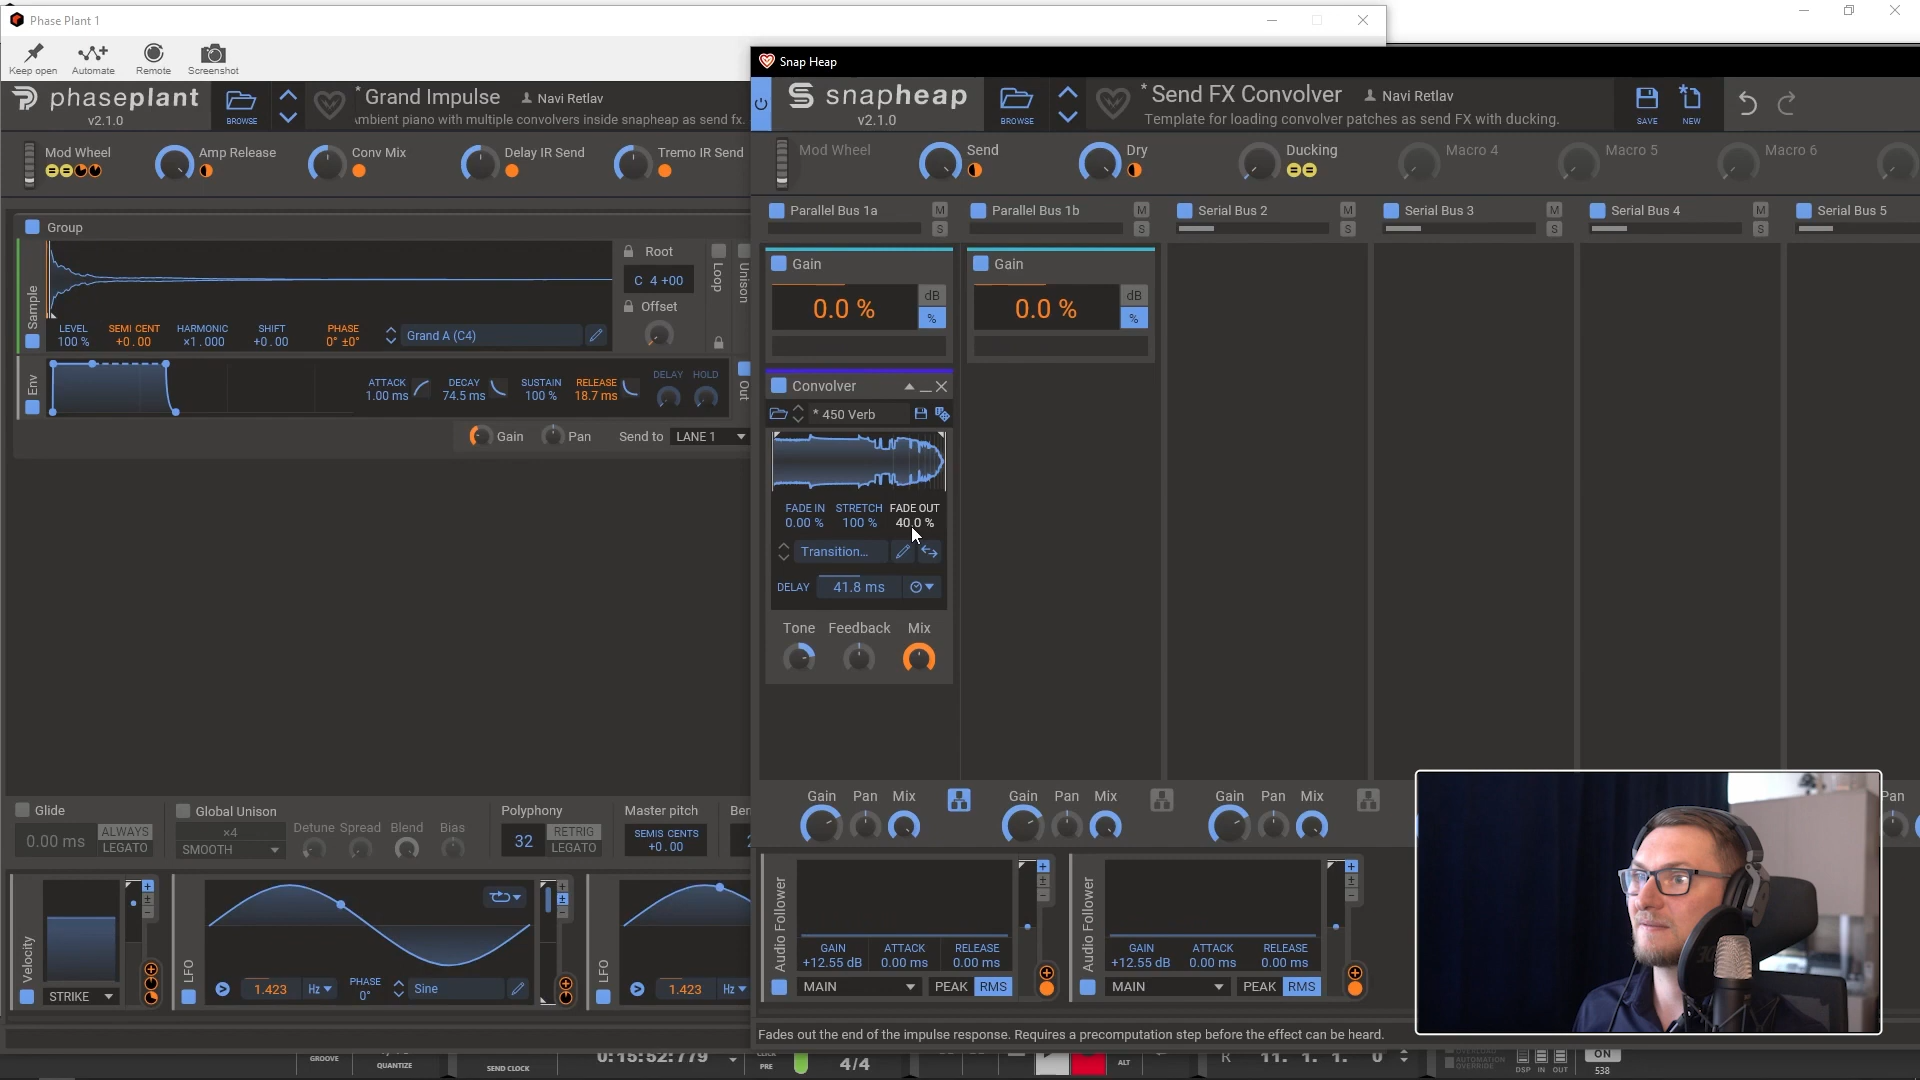 Phase Plant 1
Keep open
Automate
Remote
Screenshot
phaseplant
v2.1.0
BROWSE
* Grand Impulse
Navi Retlav
Ambient piano with multiple convolvers inside snapheap as send fx.
Mod Wheel
Amp Release
Conv Mix
Delay IR Send
Tremo IR Send
Group
Sample
LEVEL
100 %
SEMI CENT
+0.00
HARMONIC
×1.000
SHIFT
+0.00
PHASE
0° ±0°
Grand A (C4)
Root
C 4 +00
Offset
Loop
Unison
Env
ATTACK
1.00 ms
DECAY
74.5 ms
SUSTAIN
100 %
RELEASE
18.7 ms
DELAY
HOLD
Out
Gain
Pan
Send to
LANE 1
Glide
0.00 ms
ALWAYS
LEGATO
Global Unison
×4
SMOOTH
Detune
Spread
Blend
Bias
Polyphony
32
RETRIG
LEGATO
Master pitch
SEMIS CENTS
+0.00
Velocity
STRIKE
LFO
1.423
Hz
PHASE
0°
Sine
LFO
1.423
Hz
Snap Heap
snapheap
v2.1.0
BROWSE
* Send FX Convolver
Navi Retlav
Template for loading convolver patches as send FX with ducking.
SAVE
NEW
Mod Wheel
Send
Dry
Ducking
Macro 4
Macro 5
Macro 6
Parallel Bus 1a
M
S
Parallel Bus 1b
M
S
Serial Bus 2
M
S
Serial Bus 3
M
S
Serial Bus 4
M
S
Serial Bus 5
Gain
0.0 %
dB
%
Gain
0.0 %
dB
%
Convolver
* 450 Verb
FADE IN
0.00 %
STRETCH
100 %
FADE OUT
40.0 %
Transition...
DELAY
41.8 ms
Tone
Feedback
Mix
Gain
Pan
Mix
Gain
Pan
Mix
Gain
Pan
Mix
Pan
Audio Follower
GAIN
+12.55 dB
ATTACK
0.00 ms
RELEASE
0.00 ms
MAIN
PEAK
RMS
Audio Follower
GAIN
+12.55 dB
ATTACK
0.00 ms
RELEASE
0.00 ms
MAIN
PEAK
RMS
Fades out the end of the impulse response. Requires a precomputation step before the effect can be heard.
GROOVE
QUANTIZE
SEND CLOCK
0:15:52:779
CLICK
PRE
4/4
ALT
R
11. 1. 1. 0
AUTOMATION
OVERRIDE
DSP IN OUT
ON
538